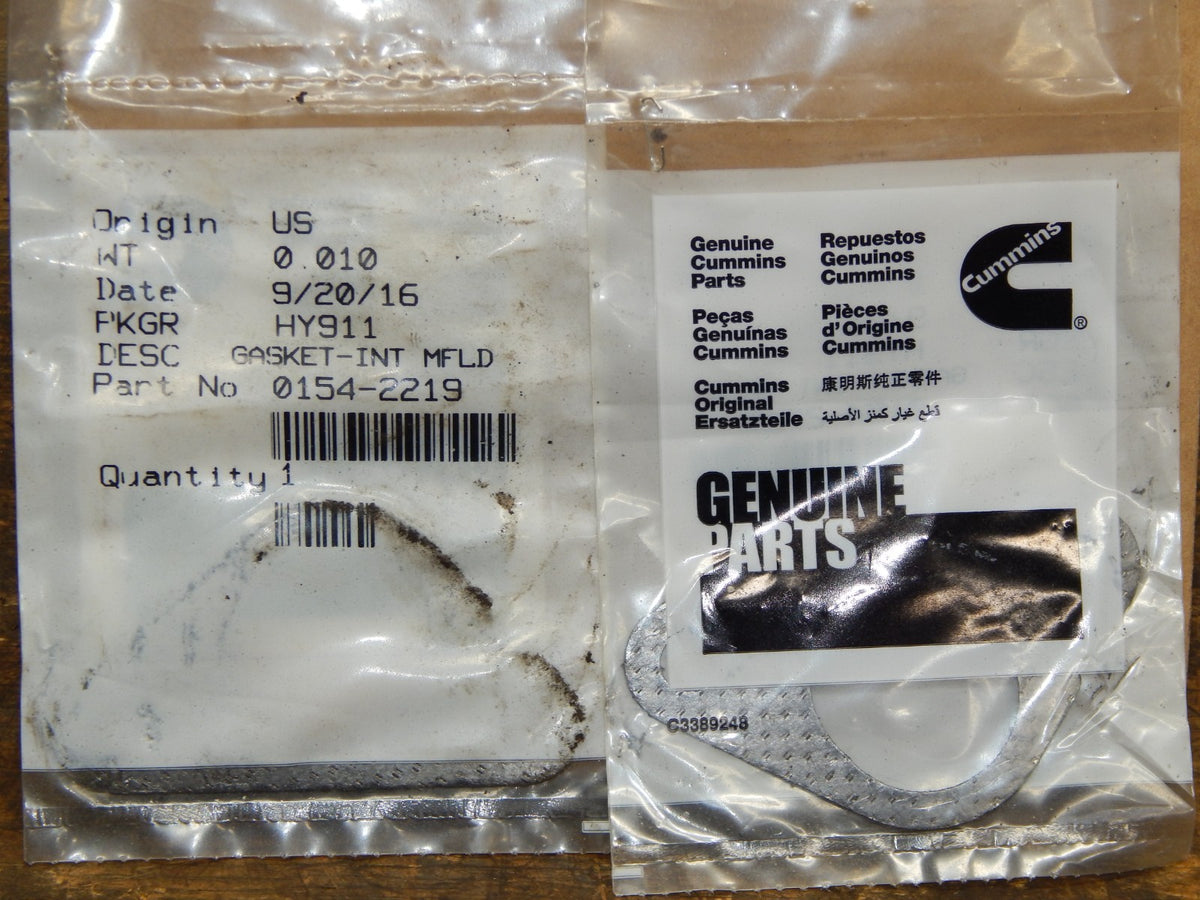 Origin US
WT 0.010
Date 9/20/16
PKGR HY911
DESC GASKET-INT MFLD
Part No 0154-2219
Quantity 1
Genuine
Cummins
Parts
Repuestos
Genuinos
Cummins
Peças
Genuínas
Cummins
Pièces
d'Origine
Cummins
Cummins
Original
Ersatzteile
康明斯纯正零件
قطع غيار كمنز الأصلية
Cummins
®
GENUINE
PARTS
C3389248